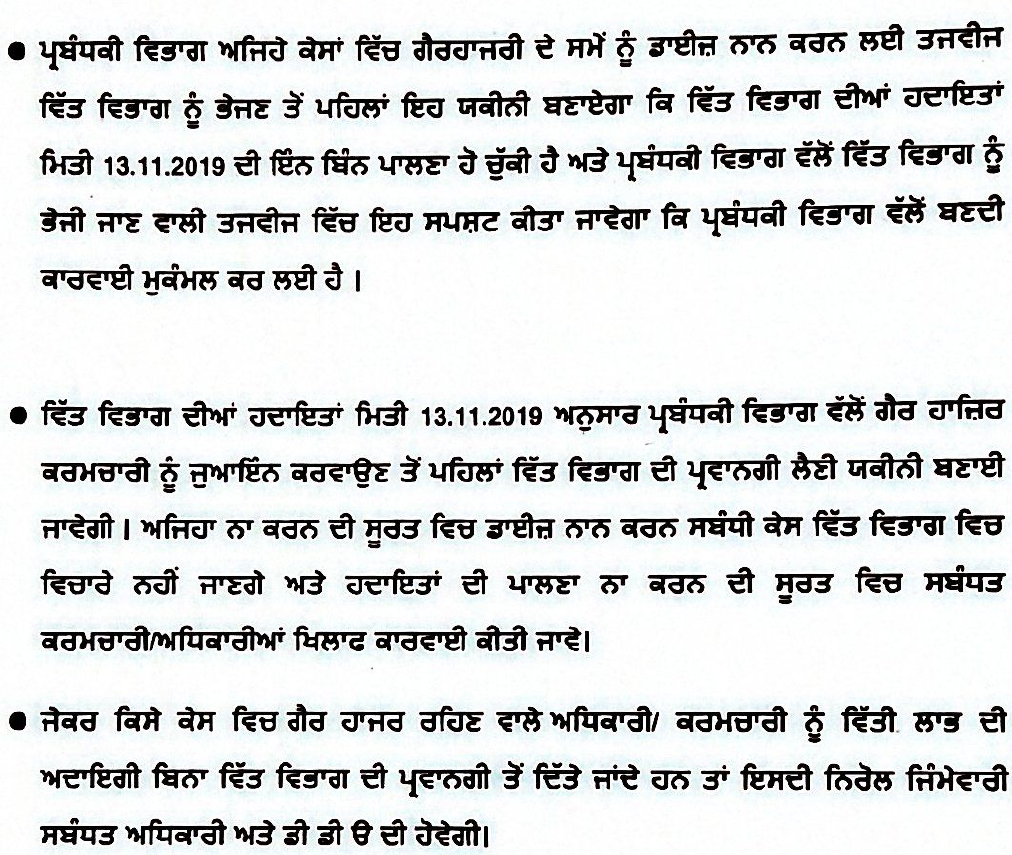 ● ਪ੍ਰਬੰਧਕੀ ਵਿਭਾਗ ਅਜਿਹੇ ਕੇਸਾਂ ਵਿੱਚ ਗੈਰਹਾਜਰੀ ਦੇ ਸਮੇਂ ਨੂੰ ਡਾਈਜ਼ ਨਾਨ ਕਰਨ ਲਈ ਤਜਵੀਜ
ਵਿੱਤ ਵਿਭਾਗ ਨੂੰ ਭੇਜਣ ਤੋਂ ਪਹਿਲਾਂ ਇਹ ਯਕੀਨੀ ਬਣਾਏਗਾ ਕਿ ਵਿੱਤ ਵਿਭਾਗ ਦੀਆਂ ਹਦਾਇਤਾਂ
ਮਿਤੀ 13.11.2019 ਦੀ ਇੰਨ ਬਿੰਨ ਪਾਲਣਾ ਹੋ ਚੁੱਕੀ ਹੈ ਅਤੇ ਪ੍ਰਬੰਧਕੀ ਵਿਭਾਗ ਵੱਲੋਂ ਵਿੱਤ ਵਿਭਾਗ ਨੂੰ
ਭੇਜੀ ਜਾਣ ਵਾਲੀ ਤਜਵੀਜ ਵਿੱਚ ਇਹ ਸਪਸ਼ਟ ਕੀਤਾ ਜਾਵੇਗਾ ਕਿ ਪ੍ਰਬੰਧਕੀ ਵਿਭਾਗ ਵੱਲੋਂ ਬਣਦੀ
ਕਾਰਵਾਈ ਮੁਕੰਮਲ ਕਰ ਲਈ ਹੈ |
● ਵਿੱਤ ਵਿਭਾਗ ਦੀਆਂ ਹਦਾਇਤਾਂ ਮਿਤੀ 13.11.2019 ਅਨੁਸਾਰ ਪ੍ਰਬੰਧਕੀ ਵਿਭਾਗ ਵੱਲੋਂ ਗੈਰ ਹਾਜ਼ਿਰ
ਕਰਮਚਾਰੀ ਨੂੰ ਜੁਆਇੰਨ ਕਰਵਾਉਣ ਤੋਂ ਪਹਿਲਾਂ ਵਿੱਤ ਵਿਭਾਗ ਦੀ ਪ੍ਰਵਾਨਗੀ ਲੈਣੀ ਯਕੀਨੀ ਬਣਾਈ
ਜਾਵੇਗੀ | ਅਜਿਹਾ ਨਾ ਕਰਨ ਦੀ ਸੂਰਤ ਵਿਚ ਡਾਈਜ਼ ਨਾਨ ਕਰਨ ਸਬੰਧੀ ਕੇਸ ਵਿੱਤ ਵਿਭਾਗ ਵਿਚ
ਵਿਚਾਰੇ ਨਹੀਂ ਜਾਣਗੇ ਅਤੇ ਹਦਾਇਤਾਂ ਦੀ ਪਾਲਣਾ ਨਾ ਕਰਨ ਦੀ ਸੂਰਤ ਵਿਚ ਸਬੰਧਤ
ਕਰਮਚਾਰੀ/ਅਧਿਕਾਰੀਆਂ ਖਿਲਾਫ ਕਾਰਵਾਈ ਕੀਤੀ ਜਾਵੇ।
● ਜੇਕਰ ਕਿਸੇ ਕੇਸ ਵਿਚ ਗੈਰ ਹਾਜਰ ਰਹਿਣ ਵਾਲੇ ਅਧਿਕਾਰੀ/ ਕਰਮਚਾਰੀ ਨੂੰ ਵਿੱਤੀ ਲਾਭ ਦੀ
ਅਦਾਇਗੀ ਬਿਨਾ ਵਿੱਤ ਵਿਭਾਗ ਦੀ ਪ੍ਰਵਾਨਗੀ ਤੋਂ ਦਿੱਤੇ ਜਾਂਦੇ ਹਨ ਤਾਂ ਇਸਦੀ ਨਿਰੋਲ ਜਿੰਮੇਵਾਰੀ
ਸਬੰਧਤ ਅਧਿਕਾਰੀ ਅਤੇ ਡੀ ਡੀ ੳ ਦੀ ਹੋਵੇਗੀ।